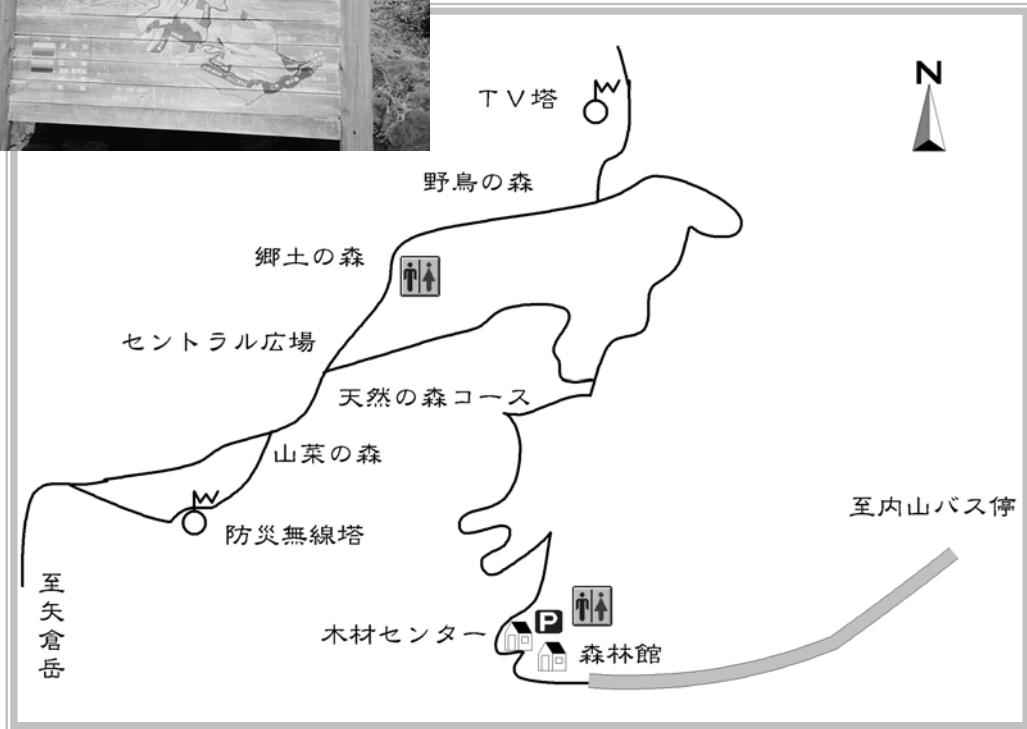 TV塔
N
野鳥の森
郷土の森
セントラル広場
天然の森コース
山菜の森
至内山バス停
防災無線塔
至矢倉岳
P
木材センター
森林館